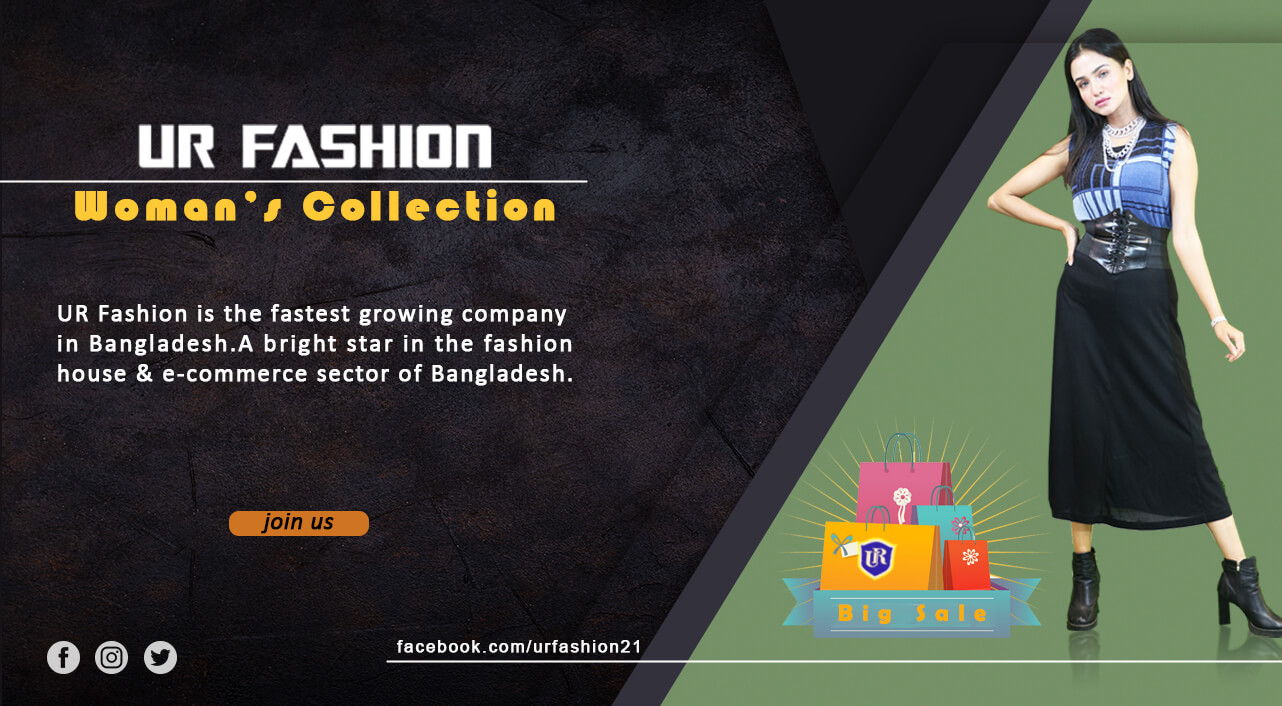 UR FASHION
Woman's Collection
UR Fashion is the fastest growing company
in Bangladesh.A bright star in the fashion
house & e-commerce sector of Bangladesh.
join us
UR
Big Sale
facebook.com/urfashion21